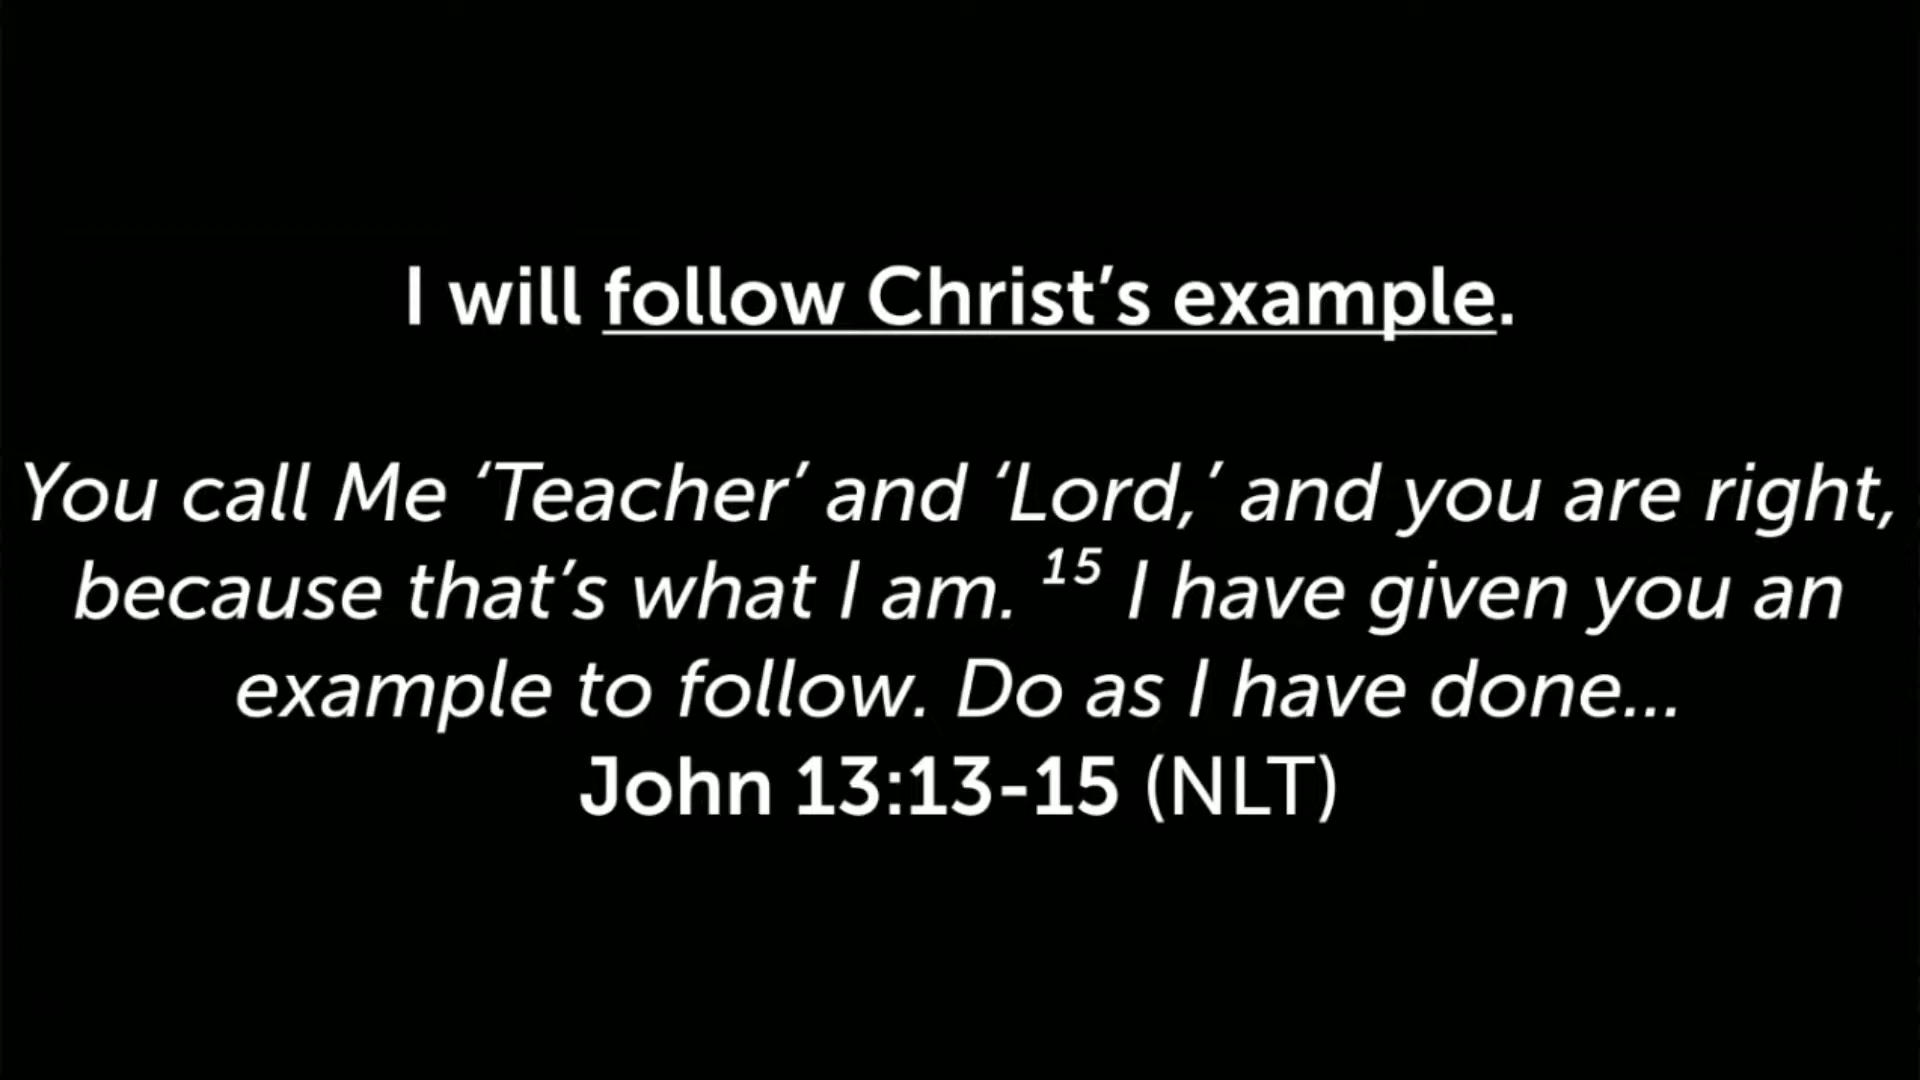 I will follow Christ’s example.
You call Me ‘Teacher’ and ‘Lord,’ and you are right,
because that’s what I am. ¹⁵ I have given you an
example to follow. Do as I have done...
John 13:13-15 (NLT)